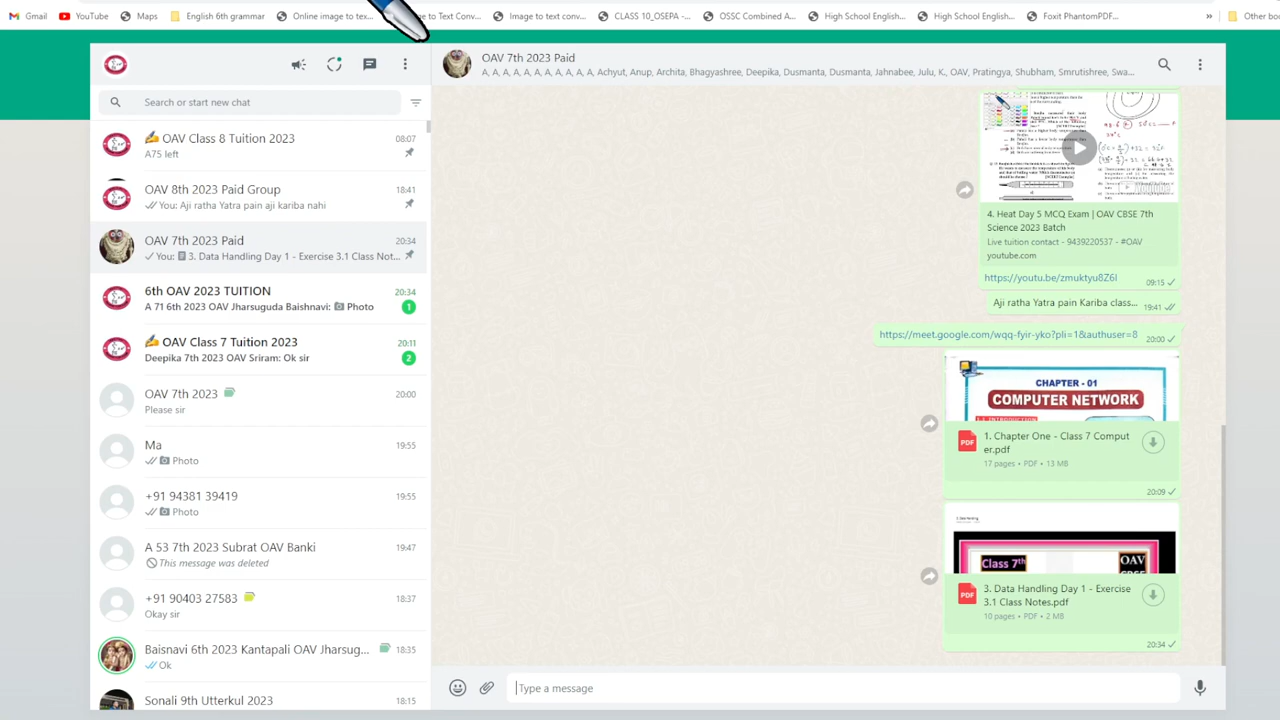 Gmail
YouTube
Maps
English 6th grammar
Online image to tex...
ge to Text Conv...
Image to text conv...
CLASS 10_OSEPA -...
OSSC Combined A...
High School English...
High School English...
Foxit PhantomPDF...
»
Other boo
Search or start new chat
OAV Class 8 Tuition 2023
08:07
A75 left
OAV 8th 2023 Paid Group
18:41
You: Aji ratha Yatra pain aji kariba nahi
OAV 7th 2023 Paid
20:34
You: 3. Data Handling Day 1 - Exercise 3.1 Class Not...
6th OAV 2023 TUITION
20:34
A 71 6th 2023 OAV Jharsuguda Baishnavi: Photo
1
OAV Class 7 Tuition 2023
20:11
Deepika 7th 2023 OAV Sriram: Ok sir
2
OAV 7th 2023
20:00
Please sir
Ma
19:55
Photo
+91 94381 39419
19:55
Photo
A 53 7th 2023 Subrat OAV Banki
19:47
This message was deleted
+91 90403 27583
18:37
Okay sir
Baisnavi 6th 2023 Kantapali OAV Jharsug...
18:35
Ok
Sonali 9th Utterkul 2023
18:15
OAV 7th 2023 Paid
A, A, A, A, A, A, A, A, A, A, A, Achyut, Anup, Archita, Bhagyashree, Deepika, Dusmanta, Dusmanta, Jahnabee, Julu, K., OAV, Pratingya, Shubham, Smrutishree, Swa...
4. Heat Day 5 MCQ Exam | OAV CBSE 7th
Science 2023 Batch
Live tuition contact - 9439220537 - #OAV
youtube.com
https://youtu.be/zmuktyu8Z6I
09:15
Aji ratha Yatra pain Kariba class...
19:41
https://meet.google.com/wqq-fyir-yko?pli=1&authuser=8
20:00
CHAPTER - 01
COMPUTER NETWORK
PDF
1. Chapter One - Class 7 Comput
er.pdf
17 pages • PDF • 13 MB
20:09
Class 7th
OAV
CBSE
PDF
3. Data Handling Day 1 - Exercise
3.1 Class Notes.pdf
10 pages • PDF • 2 MB
20:34
Type a message